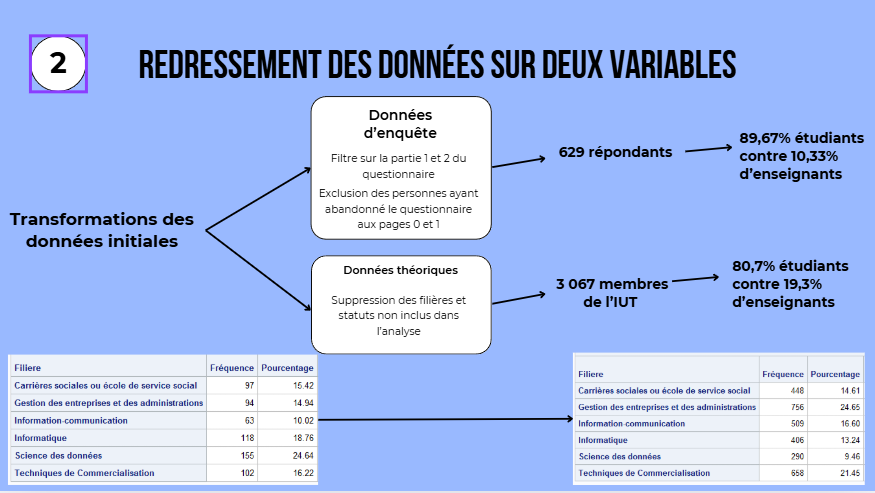 2
REDRESSEMENT DES DONNÉES SUR DEUX VARIABLES
Transformations des
données initiales
Données
d'enquête
Filtre sur la partie 1 et 2 du
questionnaire
Exclusion des personnes ayant
abandonné le questionnaire
aux pages 0 et 1
629 répondants
89,67% étudiants
contre 10,33%
d'enseignants
Données théoriques
Suppression des filières et
statuts non inclus dans
l'analyse
3 067 membres
de l'IUT
80,7% étudiants
contre 19,3%
d'enseignants
Filiere Fréquence Pourcentage
Carrières sociales ou école de service social 97 15.42
Gestion des entreprises et des administrations 94 14.94
Information-communication 63 10.02
Informatique 118 18.76
Science des données 155 24.64
Techniques de Commercialisation 102 16.22
Filiere Fréquence Pourcentage
Carrières sociales ou école de service social 448 14.61
Gestion des entreprises et des administrations 756 24.65
Information-communication 509 16.60
Informatique 406 13.24
Science des données 290 9.46
Techniques de Commercialisation 658 21.45